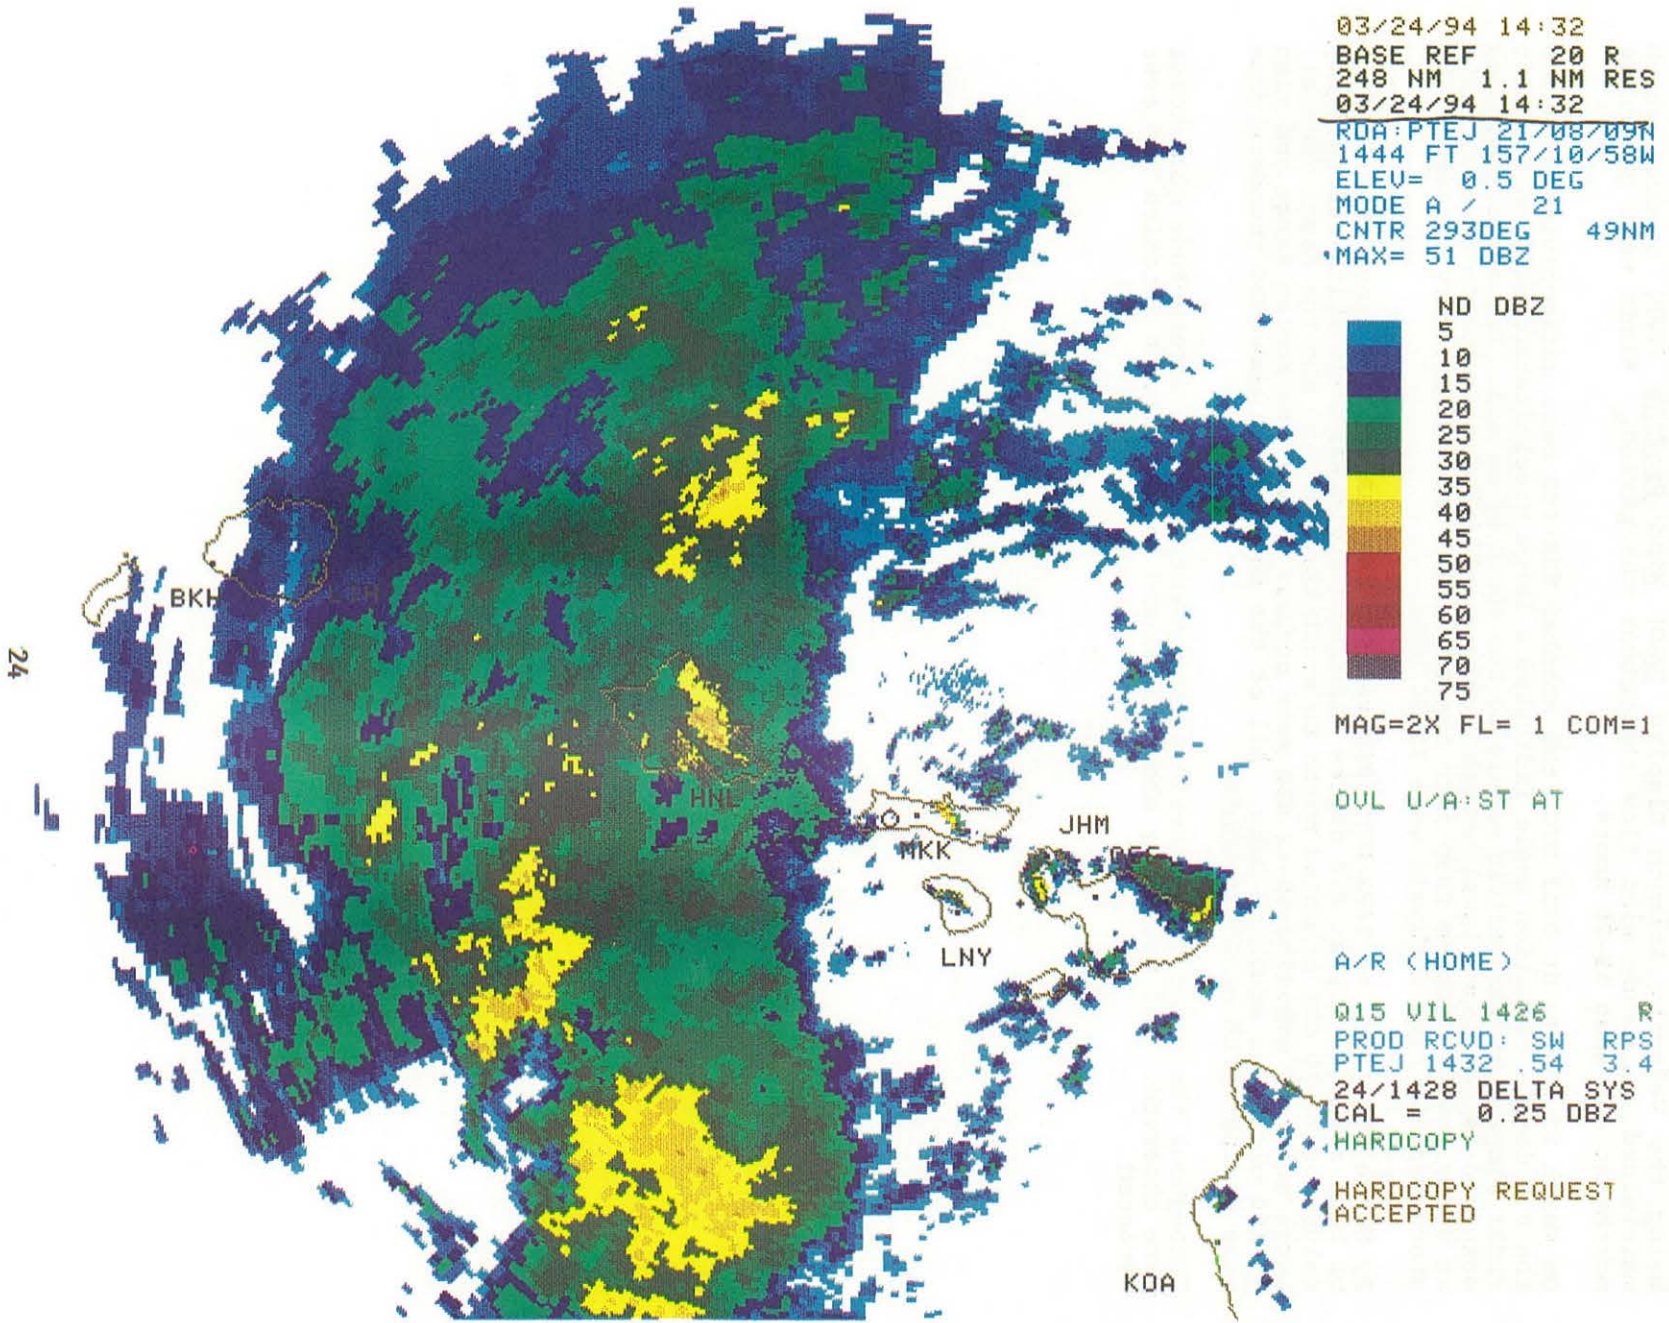 03/24/94 14:32
BASE REF 20 R
248 NM 1.1 NM RES
03/24/94 14:32
RDA:PTEJ 21/08/09N
1444 FT 157/10/58W
ELEV= 0.5 DEG
MODE A / 21
CNTR 293DEG 49NM
MAX= 51 DBZ
ND DBZ
5
10
15
20
25
30
35
40
45
50
55
60
65
70
75
MAG=2X FL= 1 COM=1
OVL U/A:ST AT
A/R (HOME)
Q15 VIL 1426 R
PROD RCVD: SW RPS
PTEJ 1432 .54 3.4
24/1428 DELTA SYS
CAL = 0.25 DBZ
HARDCOPY
HARDCOPY REQUEST
ACCEPTED
BKH
24
HNL
JHM
MKK
LNY
KOA